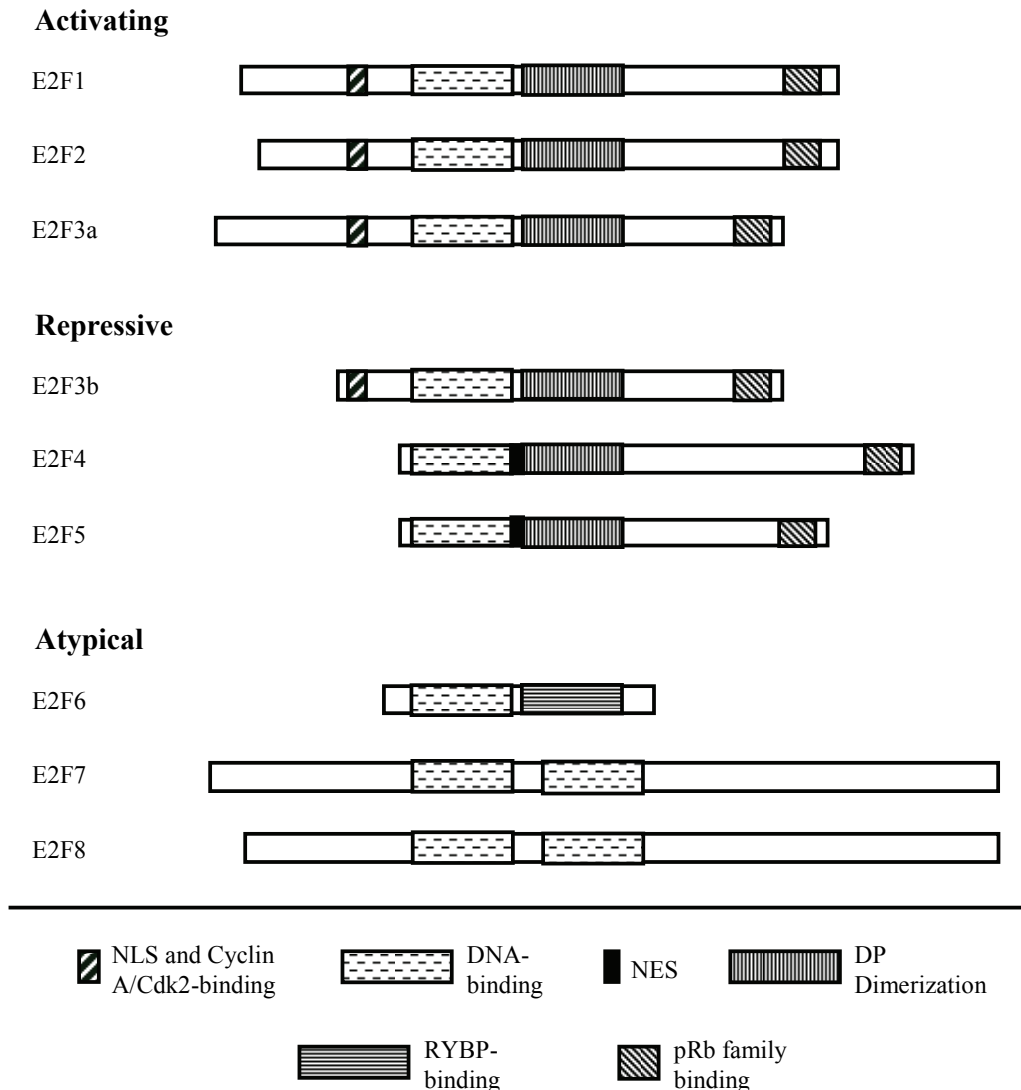 Activating
E2F1
E2F2
E2F3a
Repressive
E2F3b
E2F4
E2F5
Atypical
E2F6
E2F7
E2F8
NLS and Cyclin
A/Cdk2-binding
DNA-
binding
NES
DP
Dimerization
RYBP-
binding
pRb family
binding